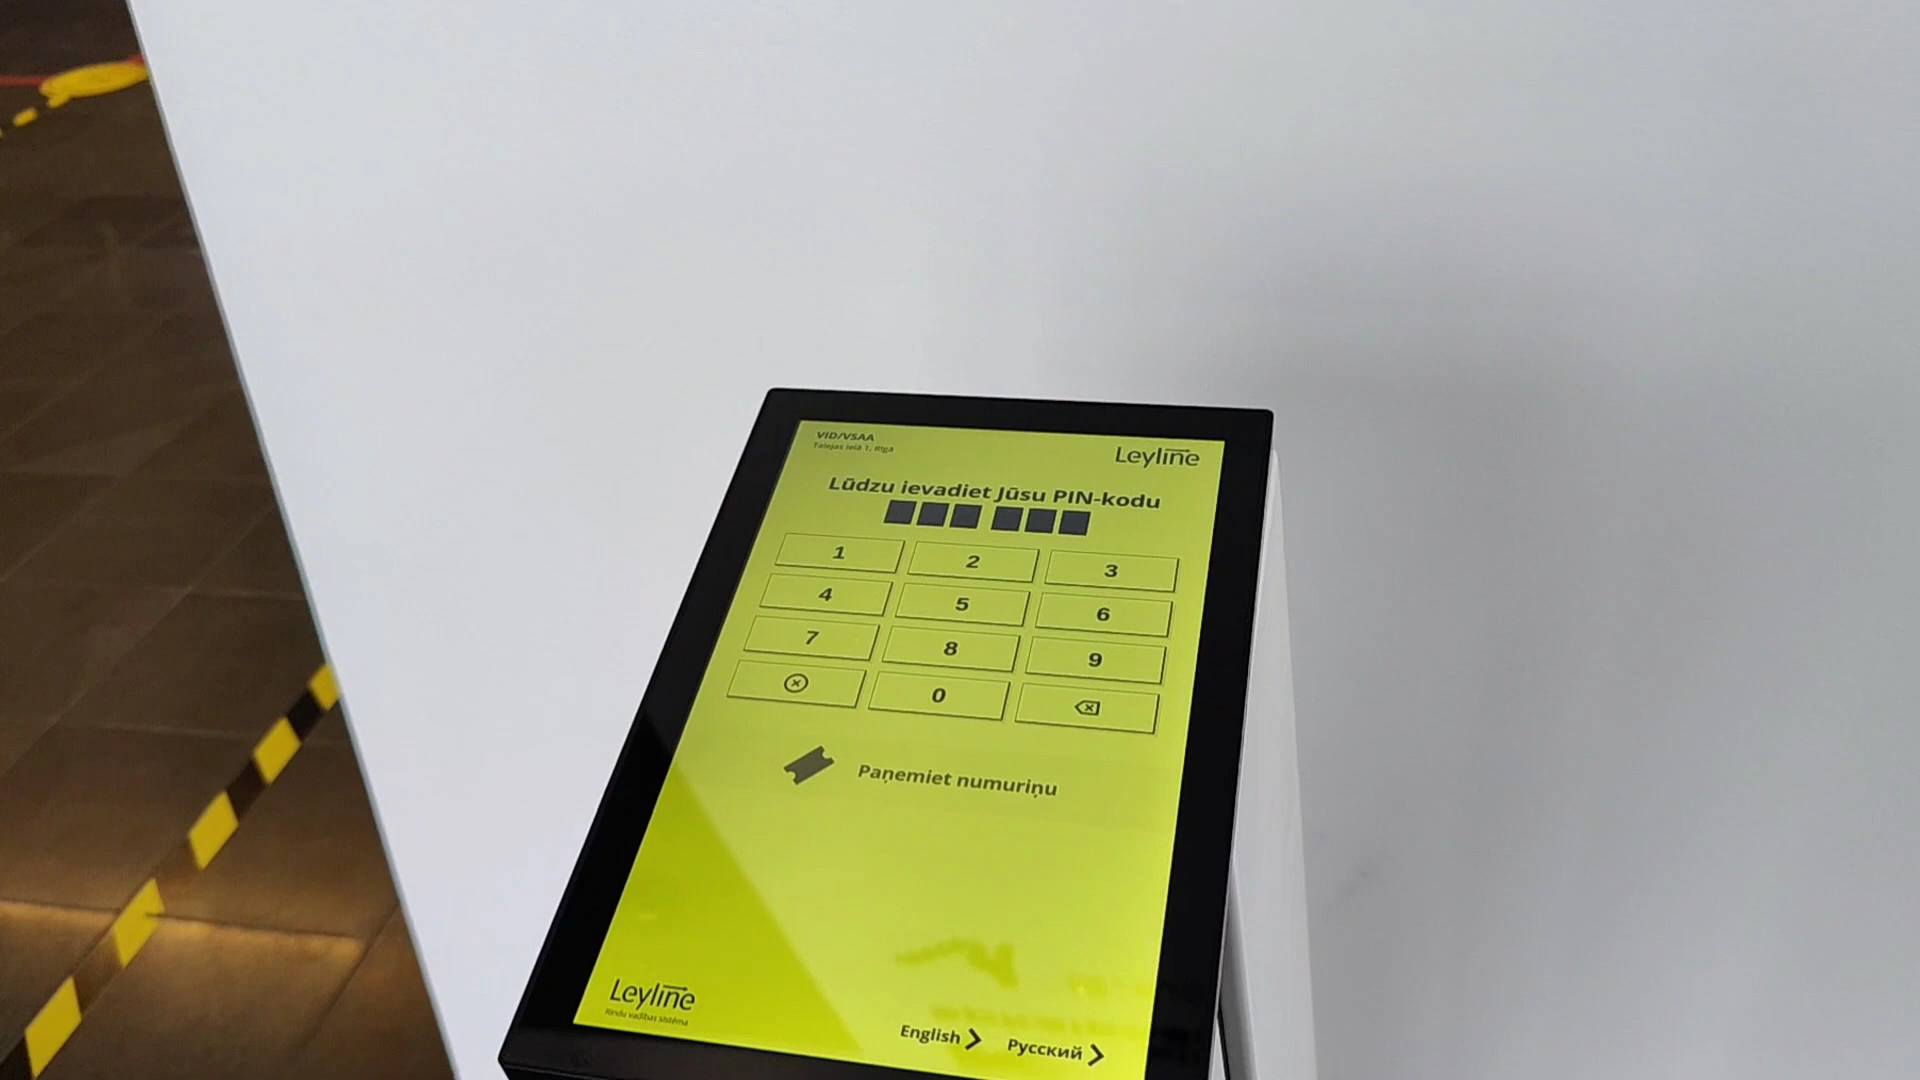 VID/VSAA
Talejas ielā 1, Rīgā
Leyline
Lūdzu ievadiet Jūsu PIN-kodu
1 2 3
4 5 6
7 8 9
0
Paņemiet numuriņu
Leyline
Rindu vadības sistēma
English
Русский